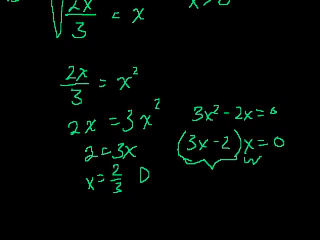 √(2x/3) = x
x > 0
2x/3 = x²
2x = 3x²
2 = 3x
x = 2/3 D
3x² - 2x = 0
(3x - 2)x = 0